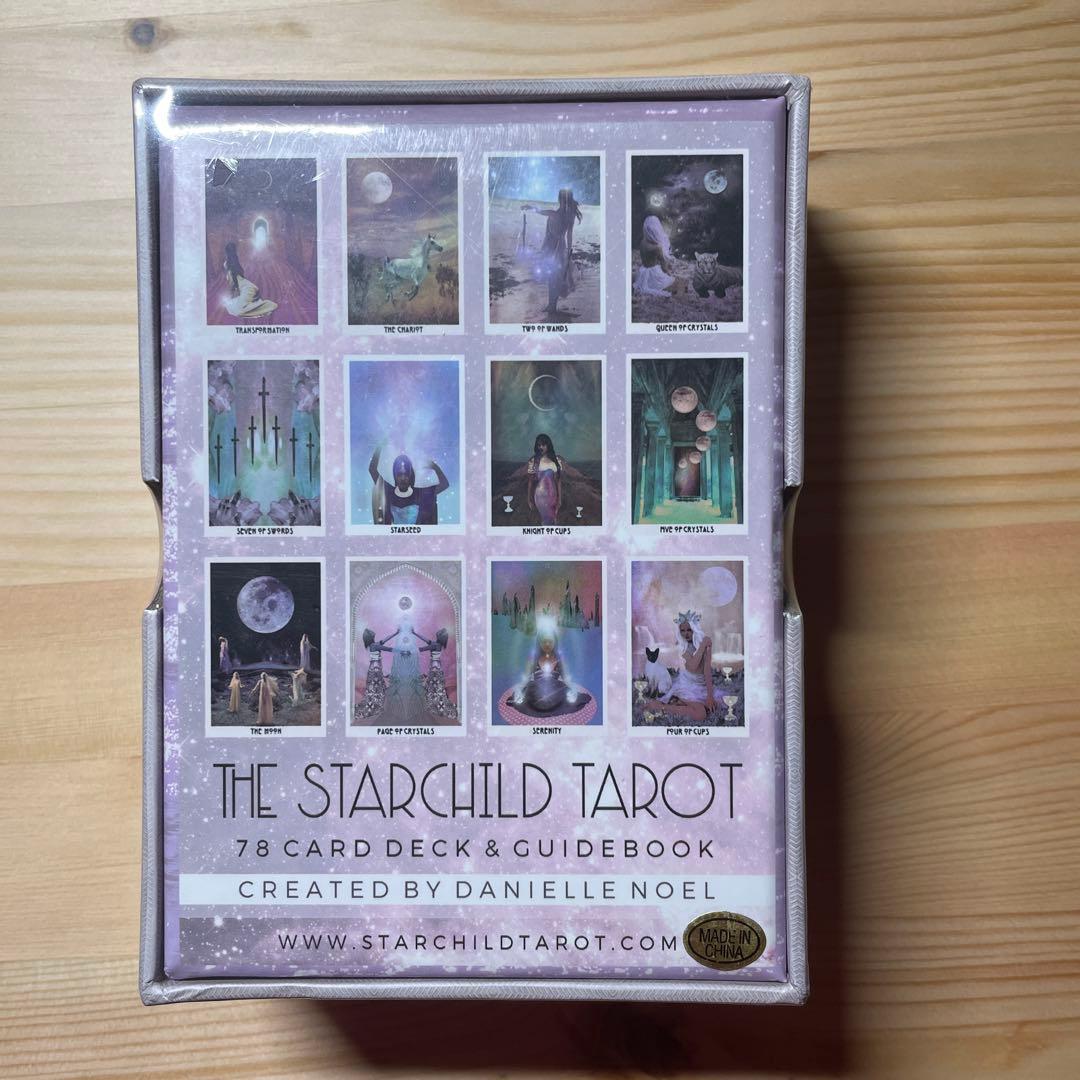 TRANSFORMATION
THE CHARIOT
TWO OF WANDS
QUEEN OF CRYSTALS
SEVEN OF SWORDS
STARSEED
KNIGHT OF CUPS
FIVE OF CRYSTALS
THE MOON
PAGE OF CRYSTALS
SERENITY
FOUR OF CUPS
THE STARCHILD TAROT
78 CARD DECK & GUIDEBOOK
CREATED BY DANIELLE NOEL
WWW.STARCHILDTAROT.COM
MADE IN
CHINA